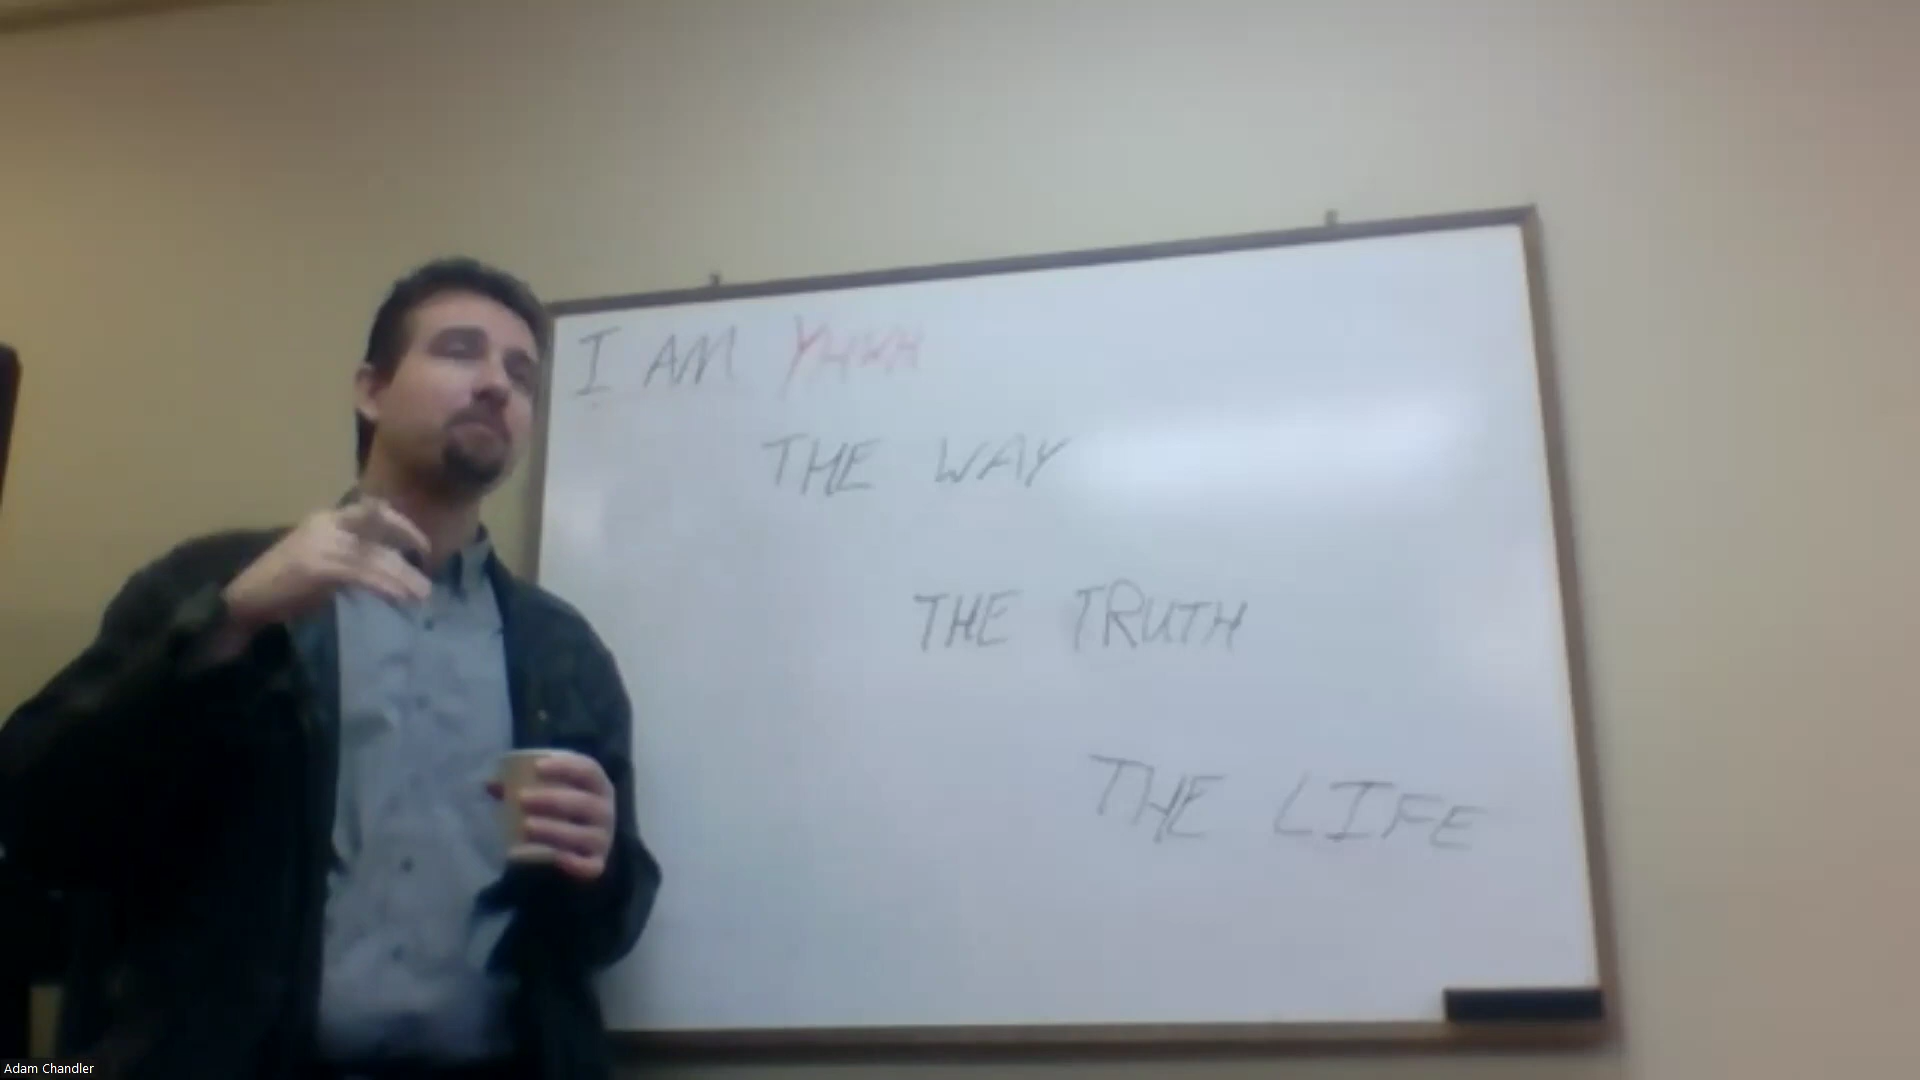 I AM YHWH
THE WAY
THE TRUTH
THE LIFE
Adam Chandler